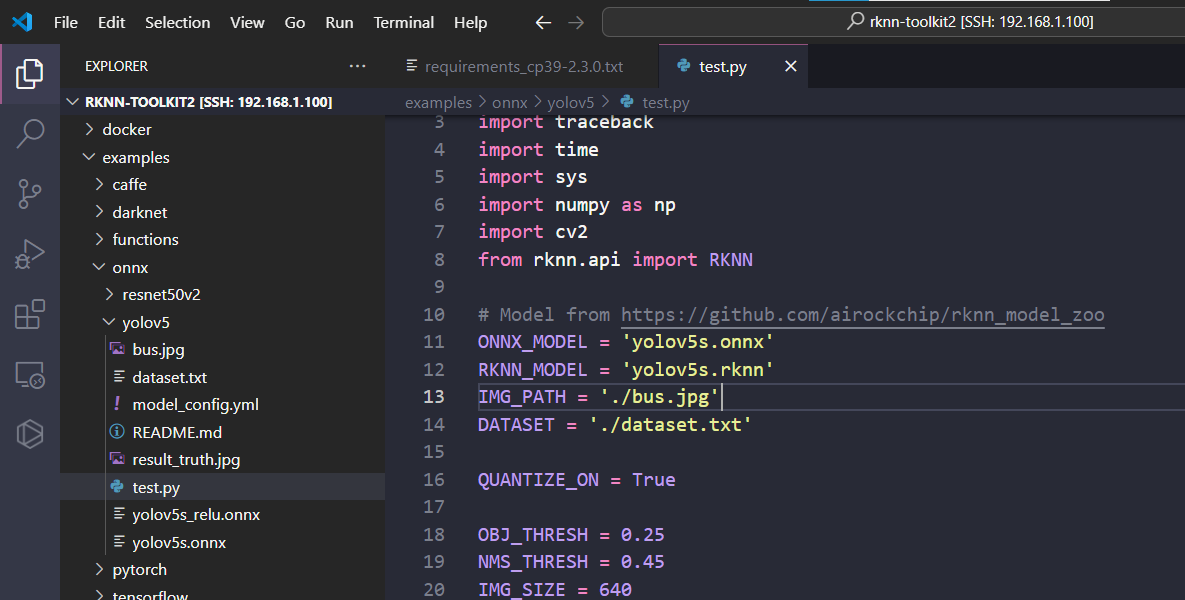 File Edit Selection View Go Run Terminal Help
rknn-toolkit2 [SSH: 192.168.1.100]
EXPLORER
RKNN-TOOLKIT2 [SSH: 192.168.1.100]
docker
examples
caffe
darknet
functions
onnx
resnet50v2
yolov5
bus.jpg
dataset.txt
model_config.yml
README.md
result_truth.jpg
test.py
yolov5s_relu.onnx
yolov5s.onnx
pytorch
tensorflow
requirements_cp39-2.3.0.txt
test.py
examples > onnx > yolov5 > test.py
3 import traceback
4 import time
5 import sys
6 import numpy as np
7 import cv2
8 from rknn.api import RKNN
9
10 # Model from https://github.com/airockchip/rknn_model_zoo
11 ONNX_MODEL = 'yolov5s.onnx'
12 RKNN_MODEL = 'yolov5s.rknn'
13 IMG_PATH = './bus.jpg'
14 DATASET = './dataset.txt'
15
16 QUANTIZE_ON = True
17
18 OBJ_THRESH = 0.25
19 NMS_THRESH = 0.45
20 IMG_SIZE = 640